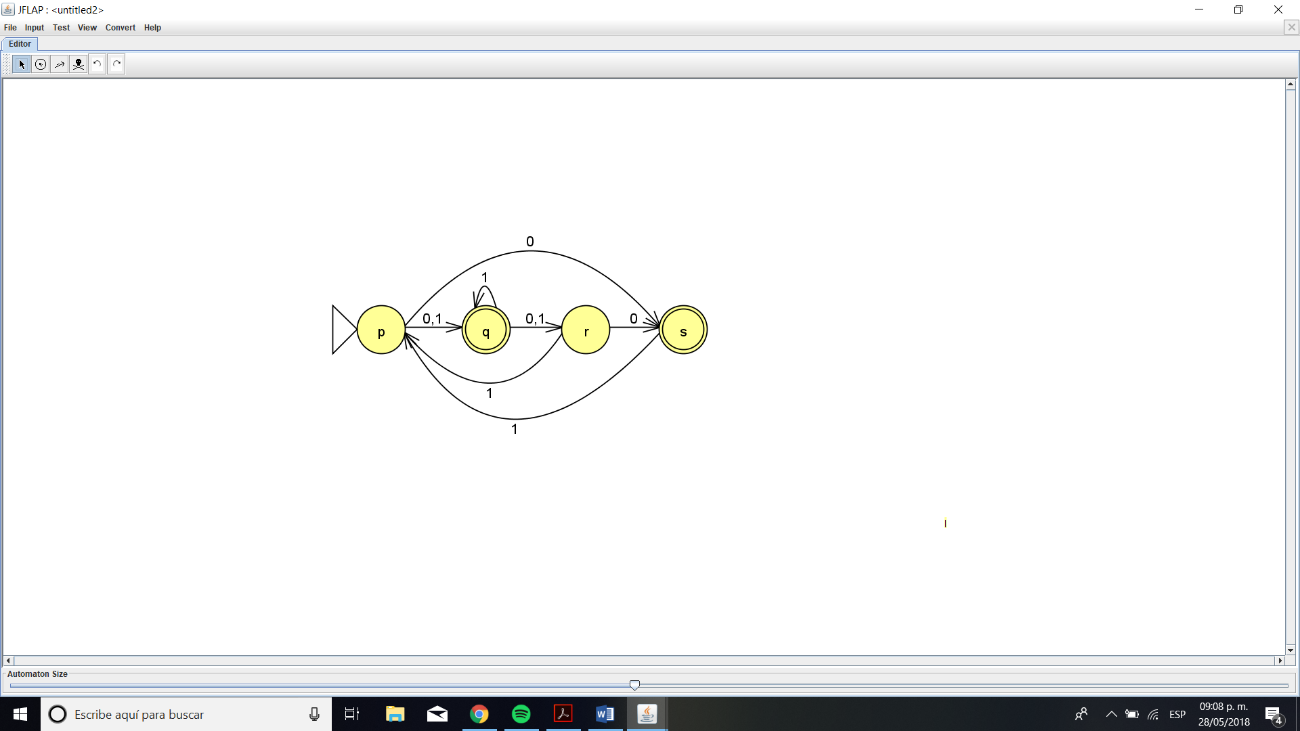 JFLAP : <untitled2>
File Input Test View Convert Help
Editor
0
1
0,1
0,1
0
p
q
r
s
1
1
Automaton Size
Escribe aquí para buscar
ESP
09:08 p. m.
28/05/2018
4